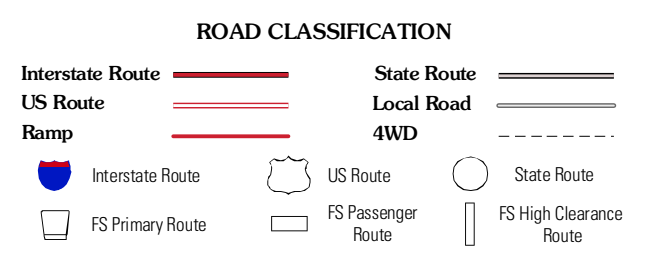 ROAD CLASSIFICATION
Interstate Route
State Route
US Route
Local Road
Ramp
4WD
Interstate Route
US Route
State Route
FS Primary Route
FS Passenger
Route
FS High Clearance
Route